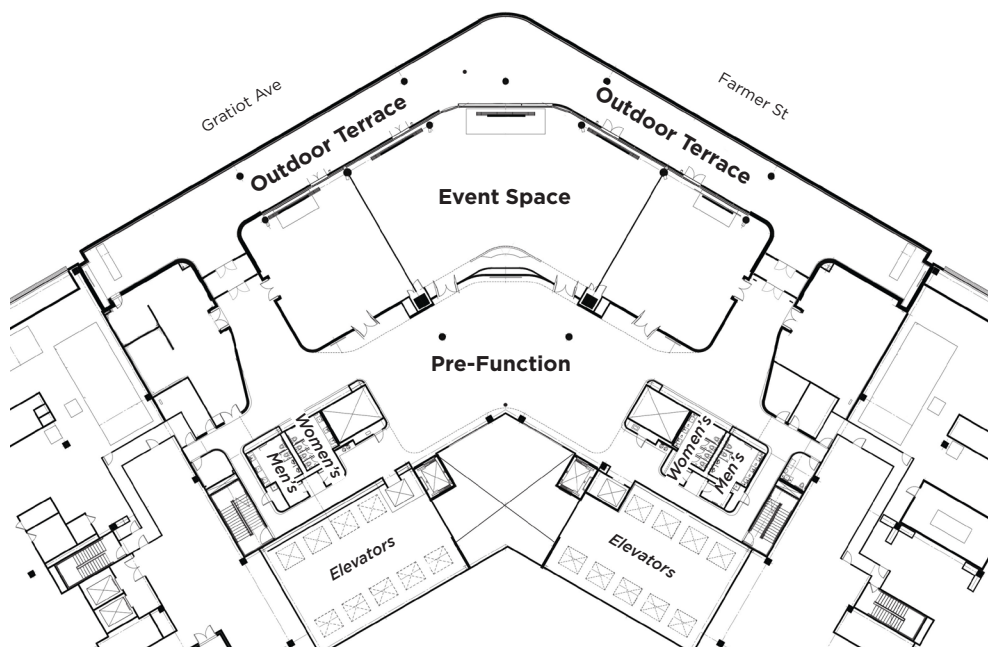 Gratiot Ave
Farmer St
Outdoor Terrace
Outdoor Terrace
Event Space
Pre-Function
Women's
Men's
Women's
Men's
Elevators
Elevators